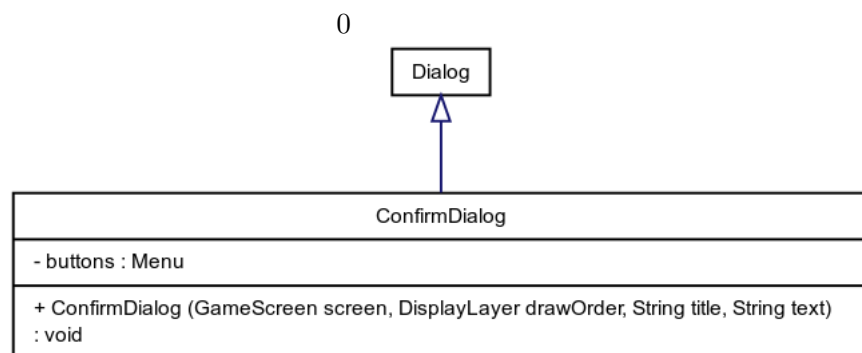 0
Dialog
ConfirmDialog
- buttons : Menu
+ ConfirmDialog (GameScreen screen, DisplayLayer drawOrder, String title, String text)
: void